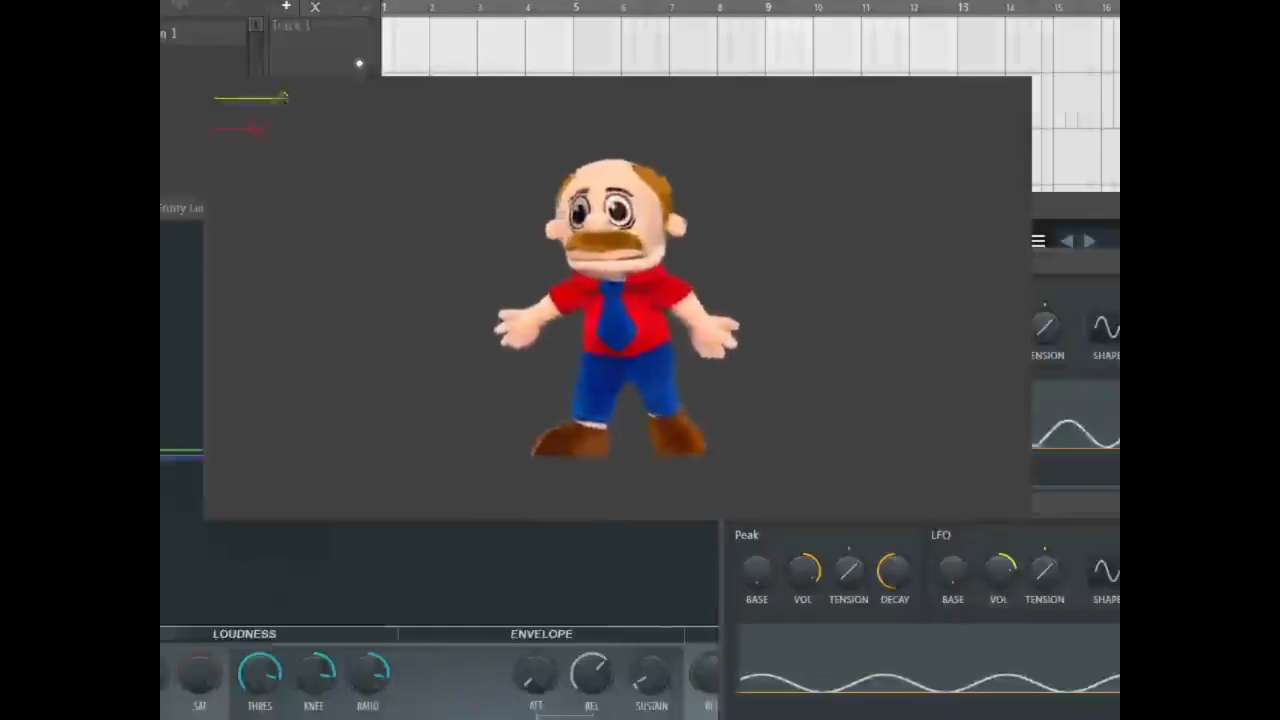 1 2 3 4 5 6 7 8 9 10 11 12 13 14 15 16
n 1
Track 1
ENSION SHAPE
Peak LFO
BASE VOL TENSION DECAY BASE VOL TENSION SHAPE
LOUDNESS ENVELOPE
SAT THRES KNEE RATIO ATT REL SUSTAIN